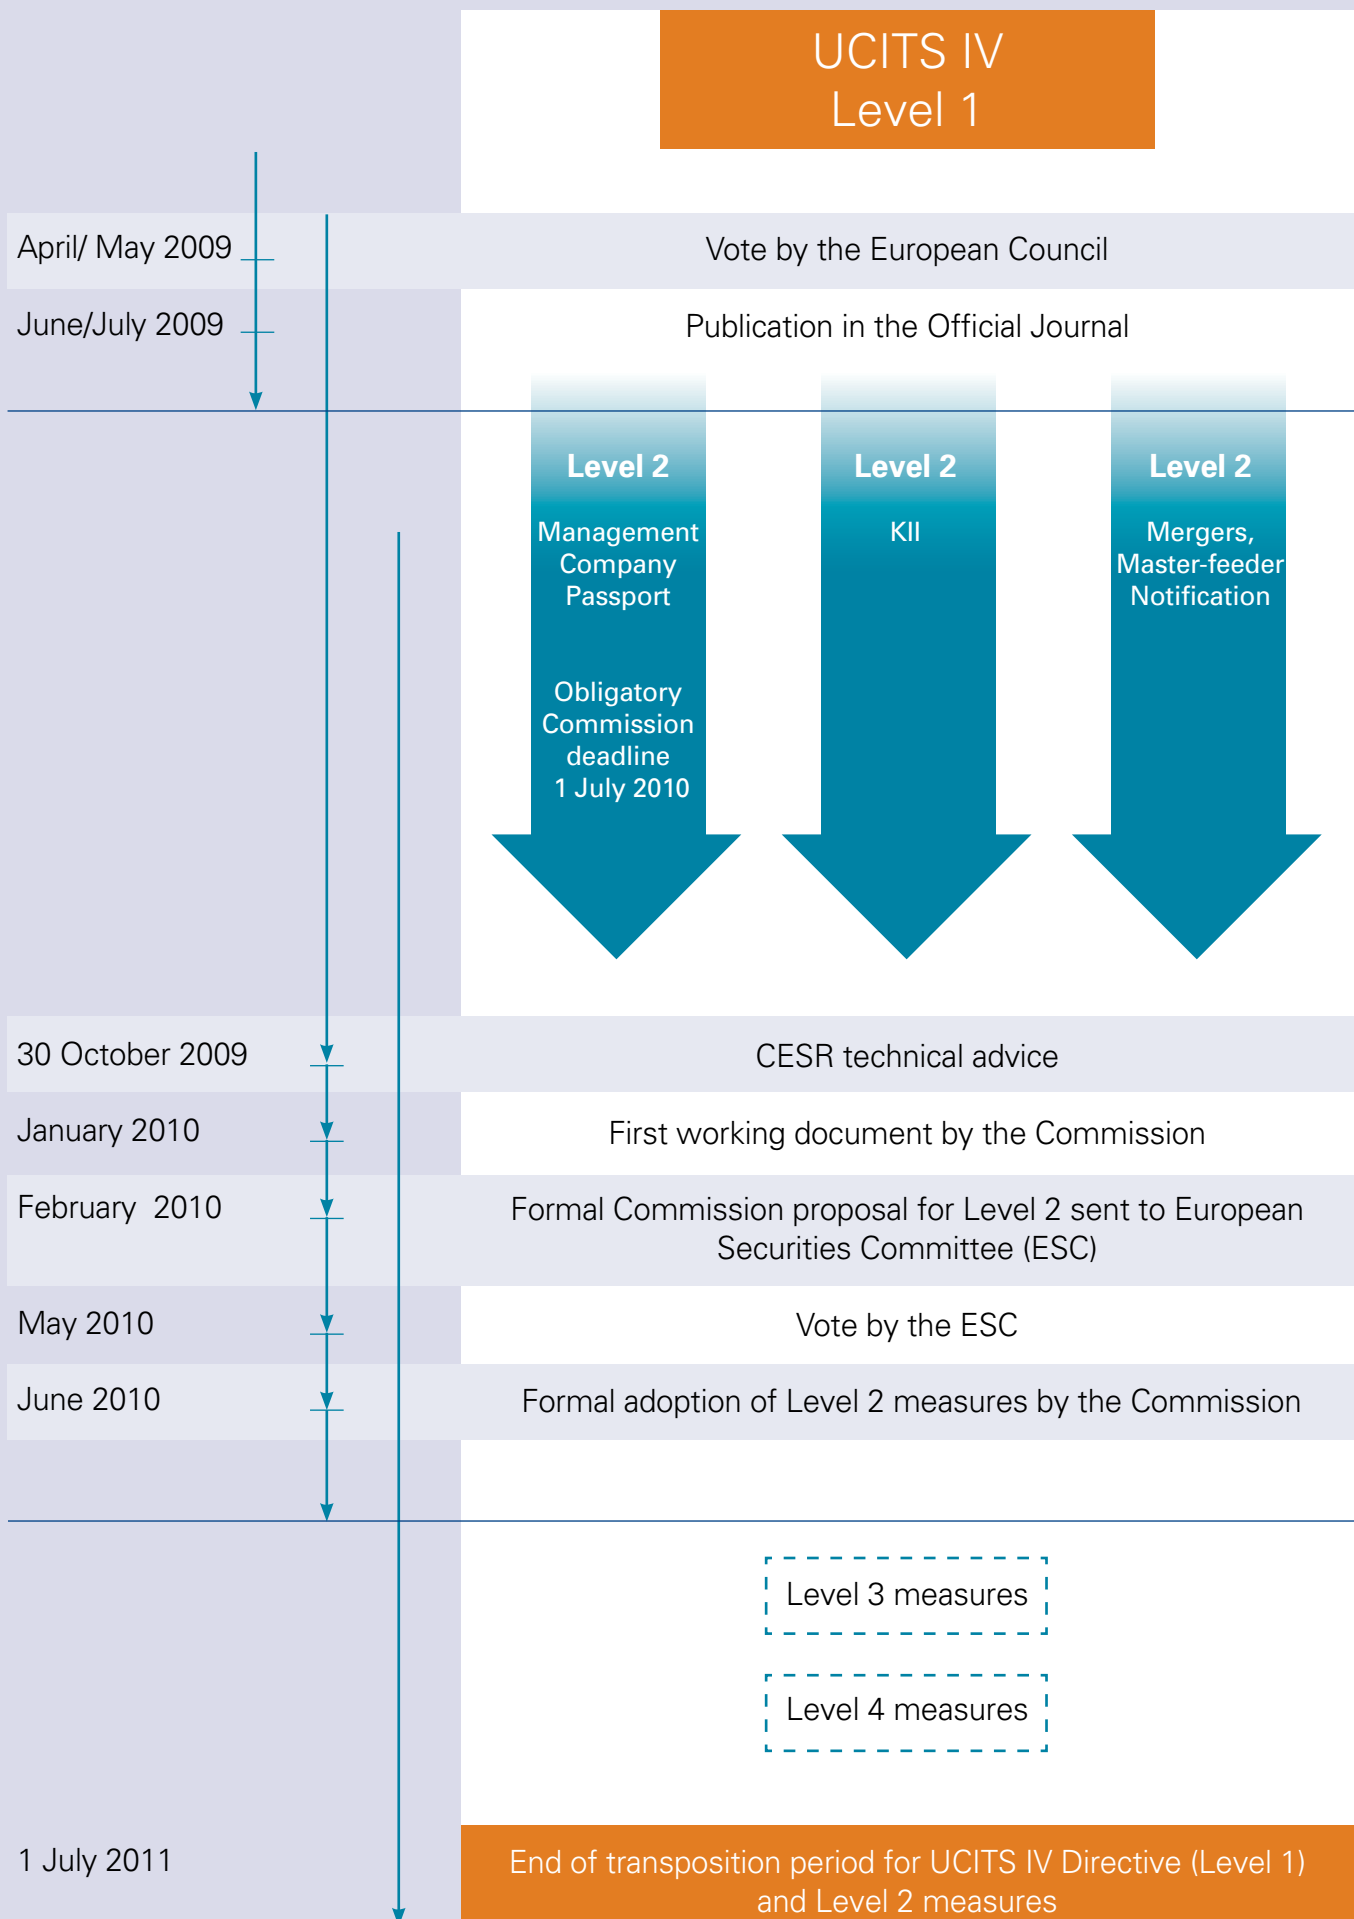 UCITS IV
Level 1
April/ May 2009
Vote by the European Council
June/July 2009
Publication in the Official Journal
Level 2
Management
Company
Passport
Obligatory
Commission
deadline
1 July 2010
Level 2
KII
Level 2
Mergers,
Master-feeder
Notification
30 October 2009
CESR technical advice
January 2010
First working document by the Commission
February 2010
Formal Commission proposal for Level 2 sent to European
Securities Committee (ESC)
May 2010
Vote by the ESC
June 2010
Formal adoption of Level 2 measures by the Commission
Level 3 measures
Level 4 measures
1 July 2011
End of transposition period for UCITS IV Directive (Level 1)
and Level 2 measures